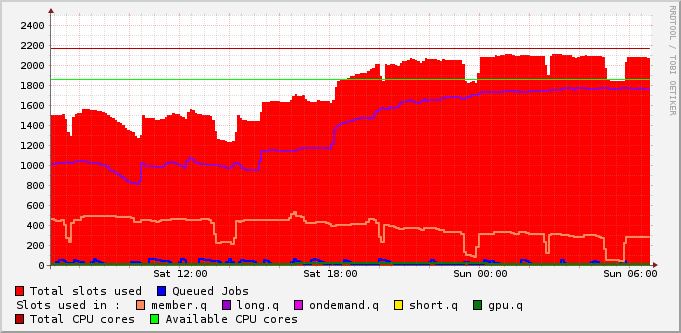 2400
2200
2000
1800
1600
1400
1200
1000
800
600
400
200
0
Sat 12:00 Sat 18:00 Sun 00:00 Sun 06:00
RRDTOOL / TOBI OETIKER
Total slots used Queued Jobs
Slots used in : member.q long.q ondemand.q short.q gpu.q
Total CPU cores Available CPU cores